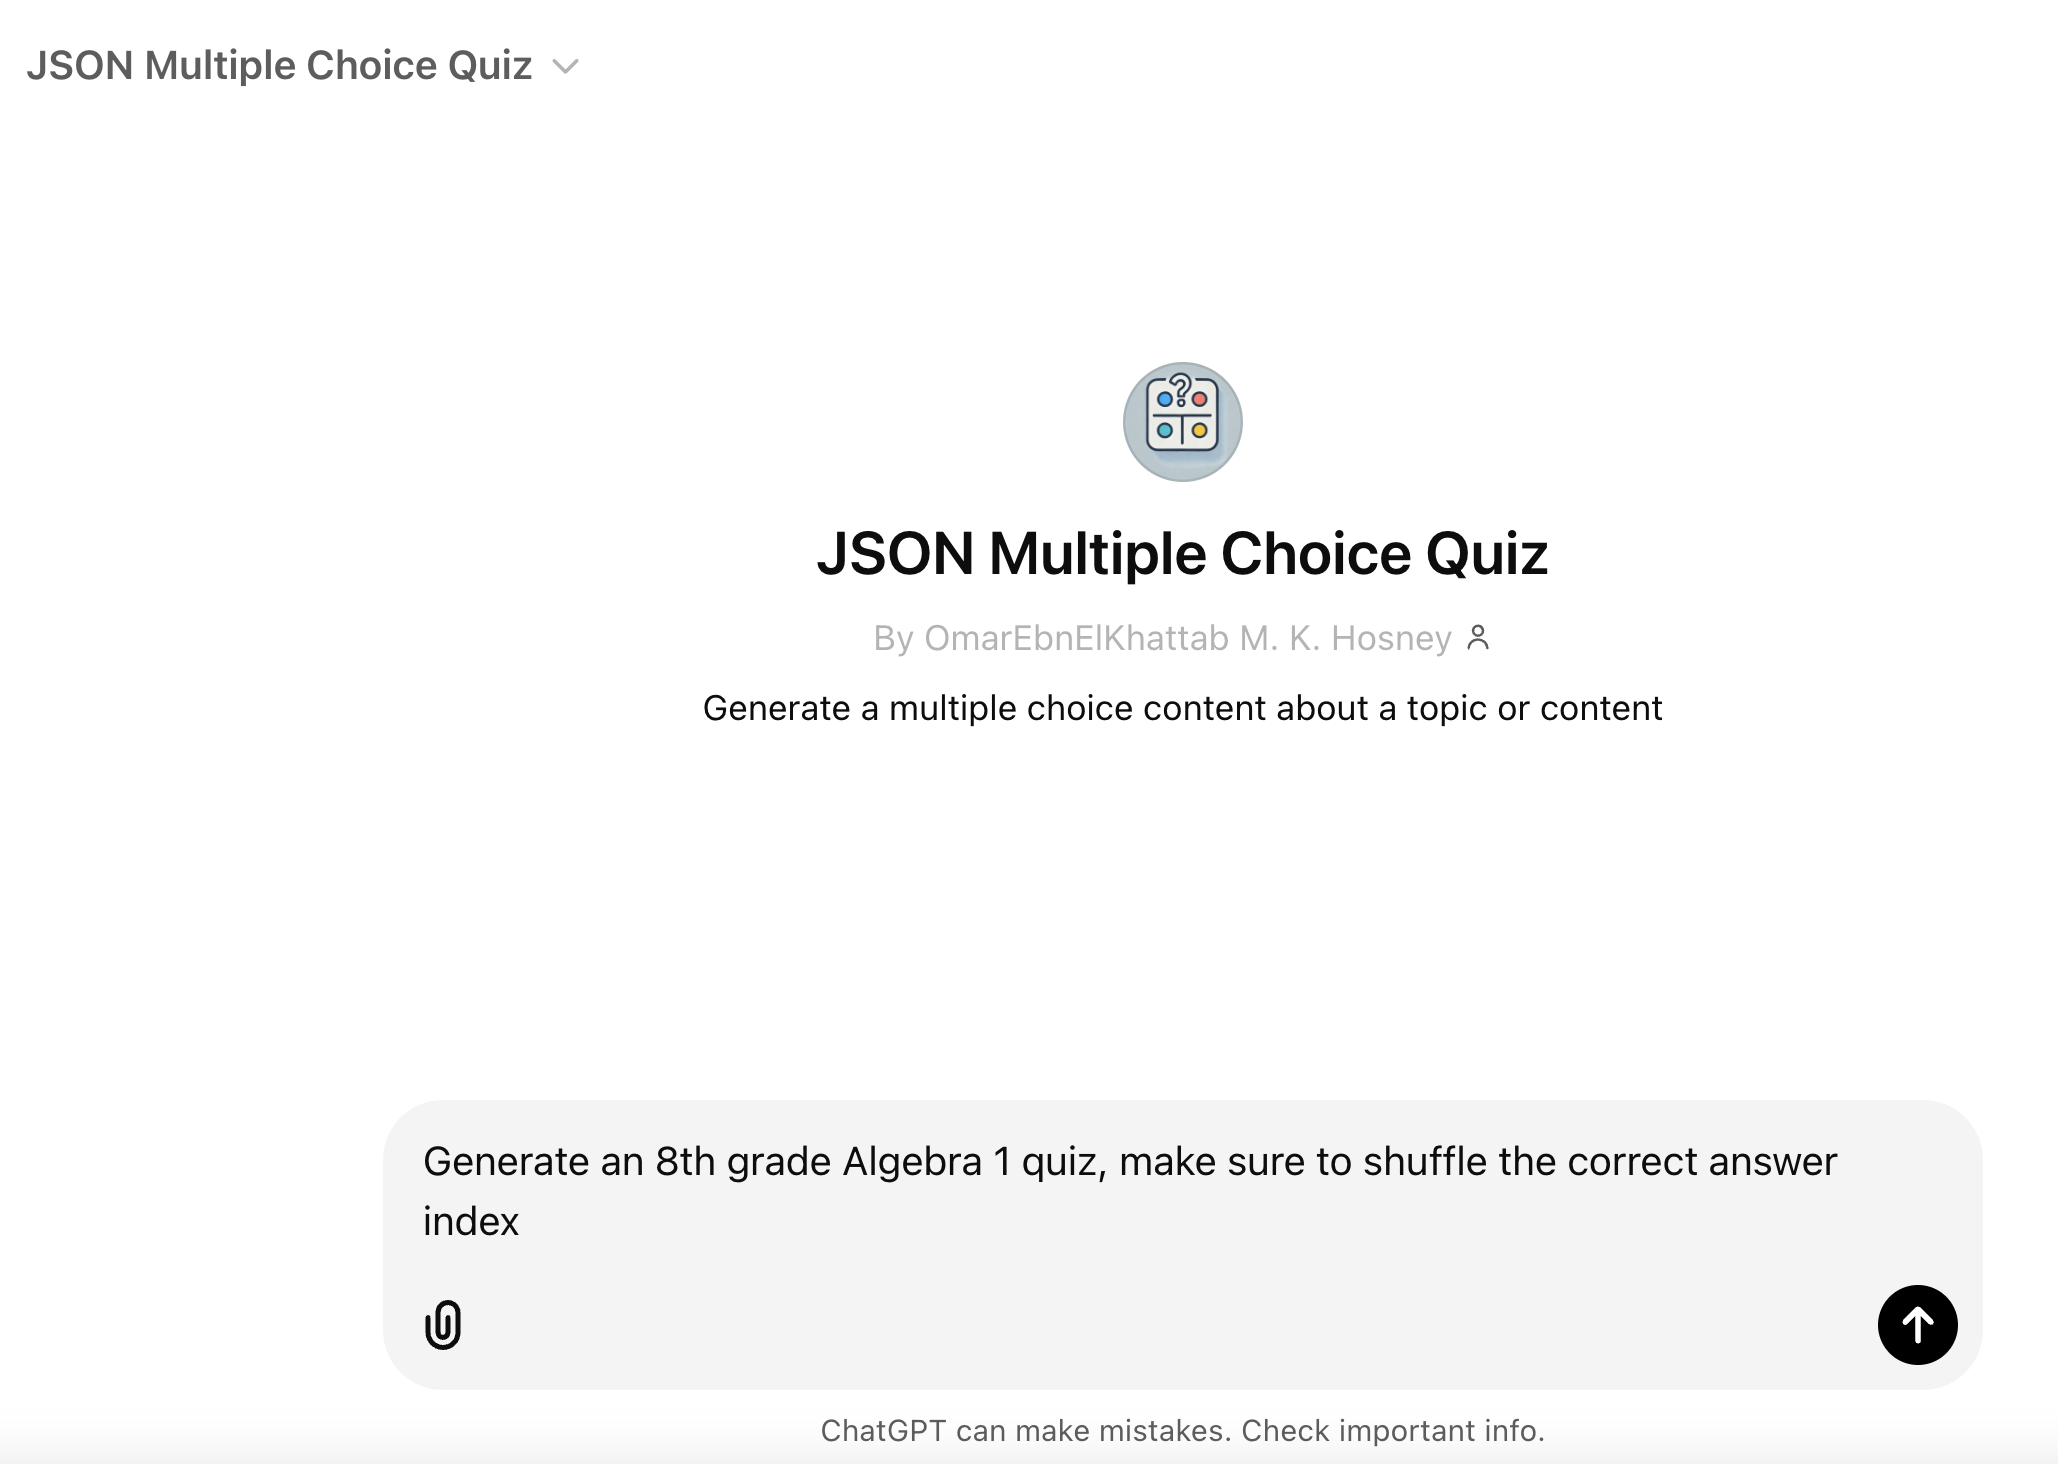 JSON Multiple Choice Quiz
JSON Multiple Choice Quiz
By OmarEbnElKhattab M. K. Hosney
Generate a multiple choice content about a topic or content
Generate an 8th grade Algebra 1 quiz, make sure to shuffle the correct answer
index
ChatGPT can make mistakes. Check important info.